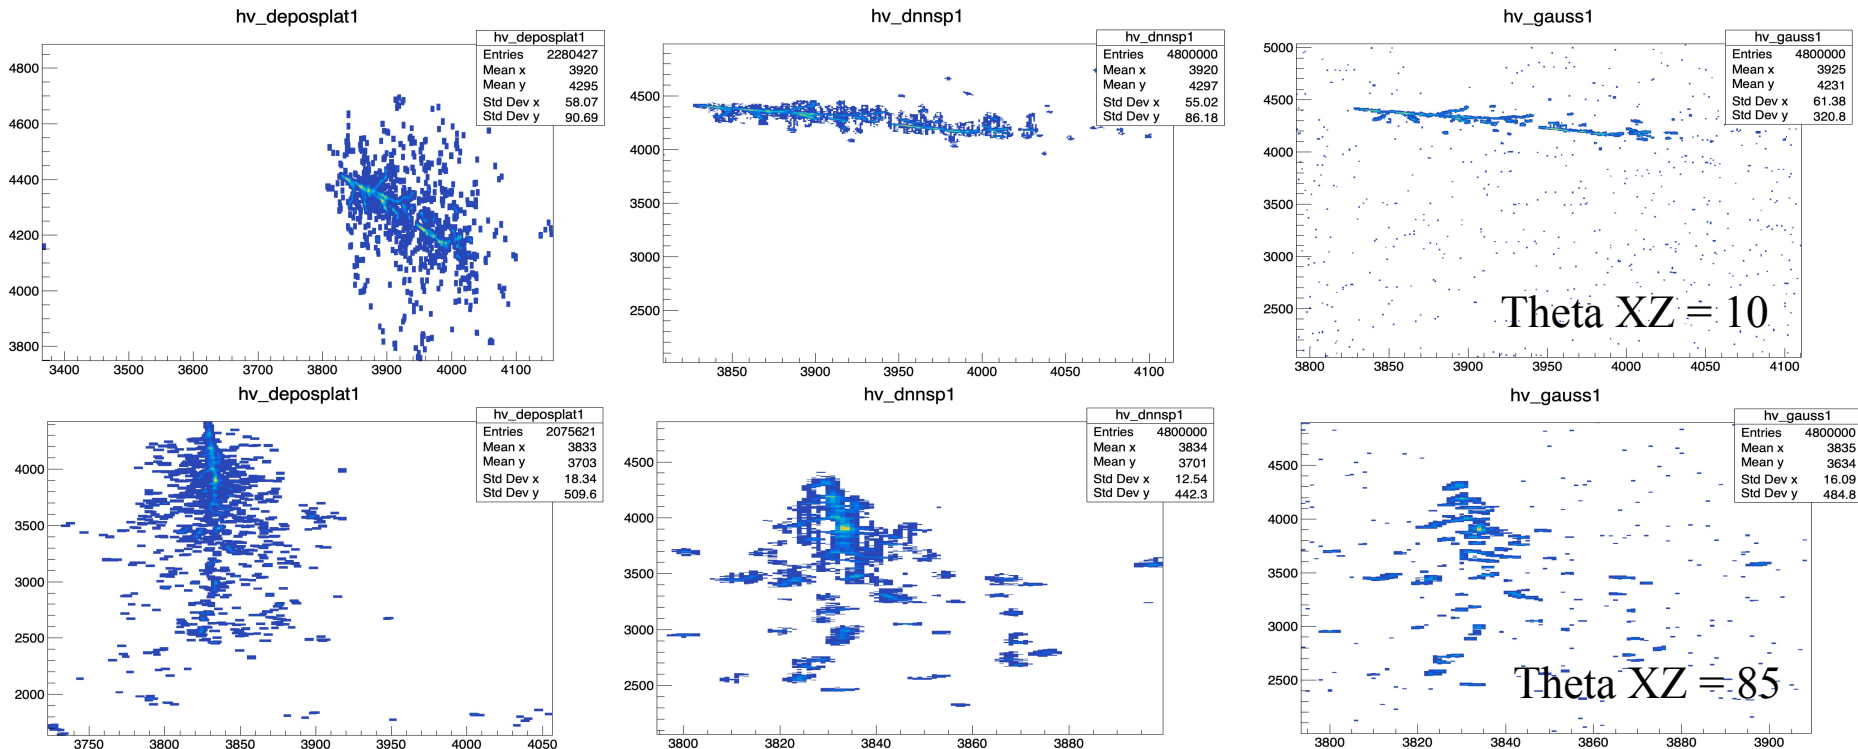 hv_deposplat1
hv_deposplat1
Entries 2280427
Mean x 3920
Mean y 4295
Std Dev x 58.07
Std Dev y 90.69
4800
4600
4400
4200
4000
3800
3400 3500 3600 3700 3800 3900 4000 4100
hv_dnnsp1
hv_dnnsp1
Entries 4800000
Mean x 3920
Mean y 4297
Std Dev x 55.02
Std Dev y 86.18
4500
4000
3500
3000
2500
3850 3900 3950 4000 4050 4100
hv_gauss1
hv_gauss1
Entries 4800000
Mean x 3925
Mean y 4231
Std Dev x 61.38
Std Dev y 320.8
5000
4500
4000
3500
3000
2500
Theta XZ = 10
3800 3850 3900 3950 4000 4050 4100
hv_deposplat1
hv_deposplat1
Entries 2075621
Mean x 3833
Mean y 3703
Std Dev x 18.34
Std Dev y 509.6
4000
3500
3000
2500
2000
3750 3800 3850 3900 3950 4000 4050
hv_dnnsp1
hv_dnnsp1
Entries 4800000
Mean x 3834
Mean y 3701
Std Dev x 12.54
Std Dev y 442.3
4500
4000
3500
3000
2500
3800 3820 3840 3860 3880
hv_gauss1
hv_gauss1
Entries 4800000
Mean x 3835
Mean y 3634
Std Dev x 16.09
Std Dev y 484.8
4500
4000
3500
3000
2500
Theta XZ = 85
3800 3820 3840 3860 3880 3900